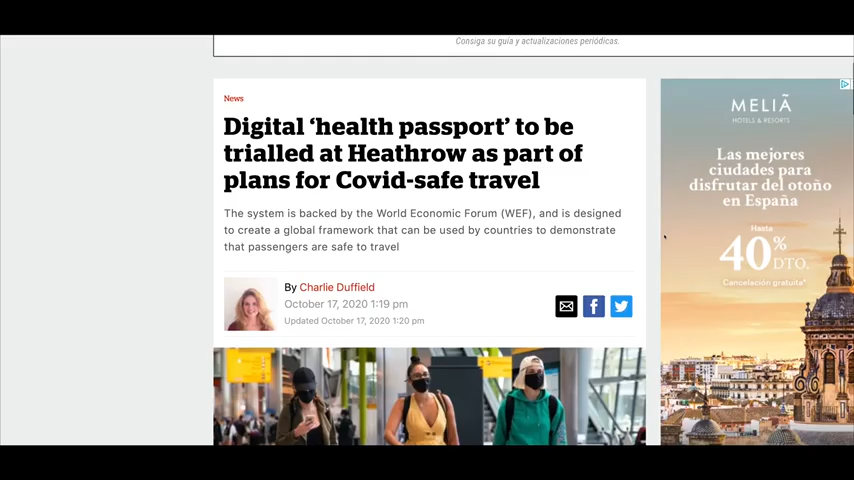 Consiga su guía y actualizaciones periódicas.
News
Digital ‘health passport’ to be
trialled at Heathrow as part of
plans for Covid-safe travel
The system is backed by the World Economic Forum (WEF), and is designed
to create a global framework that can be used by countries to demonstrate
that passengers are safe to travel
By Charlie Duffield
October 17, 2020 1:19 pm
Updated October 17, 2020 1:20 pm
MELIÃ
HOTELS & RESORTS
Las mejores
ciudades para
disfrutar del otoño
en España
Hasta
40% DTO.
Cancelación gratuita*